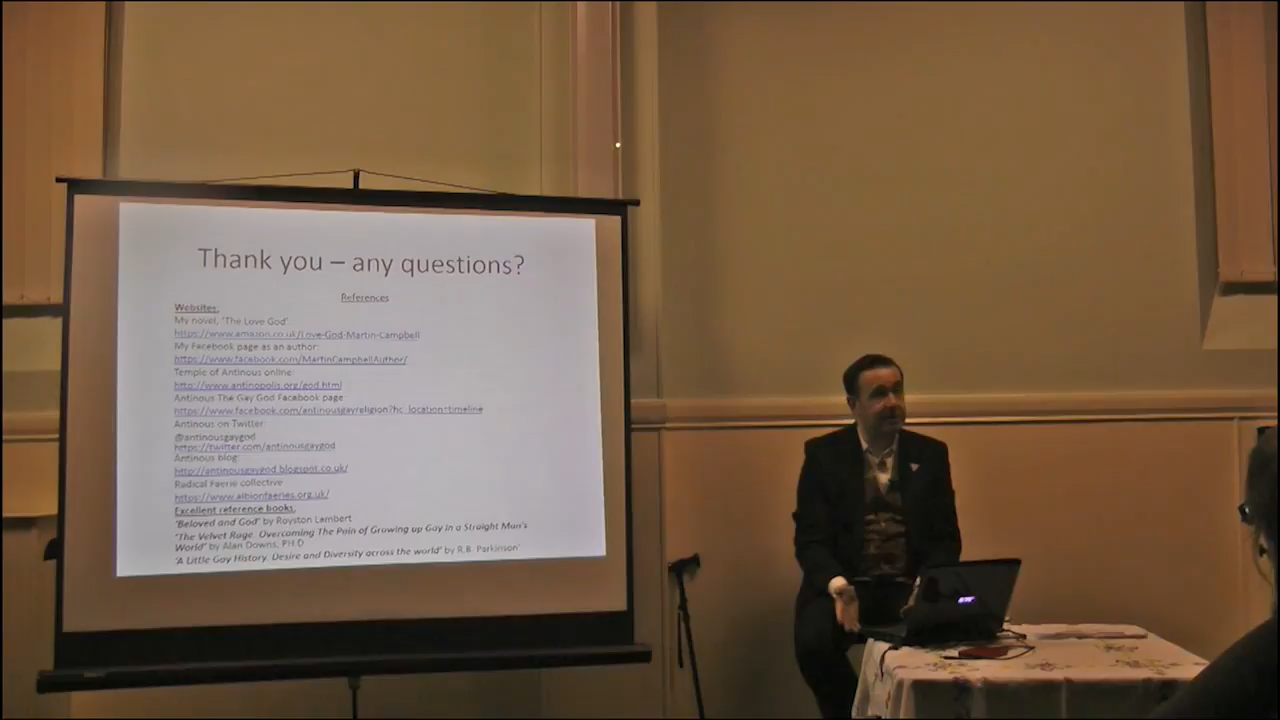 Thank you – any questions?
References
Websites:
My novel, 'The Love God'
https://www.amazon.co.uk/Love-God-Martin-Campbell
My Facebook page as an author:
https://www.facebook.com/MartinCampbellAuthor/
Temple of Antinous online:
http://www.antinopolis.org/god.html
Antinous The Gay God Facebook page:
https://www.facebook.com/antinousgayreligion?hc_location=timeline
Antinous on Twitter:
@antinousgaygod
https://twitter.com/antinousgaygod
Antinous blog:
http://antinousgaygod.blogspot.co.uk/
Radical Faerie collective
https://www.albionfaeries.org.uk/
Excellent reference books.
'Beloved and God' by Royston Lambert
'The Velvet Rage. Overcoming The Pain of Growing up Gay in a Straight Man's
World' by Alan Downs, PH.D
'A Little Gay History. Desire and Diversity across the world' by R.B. Parkinson'